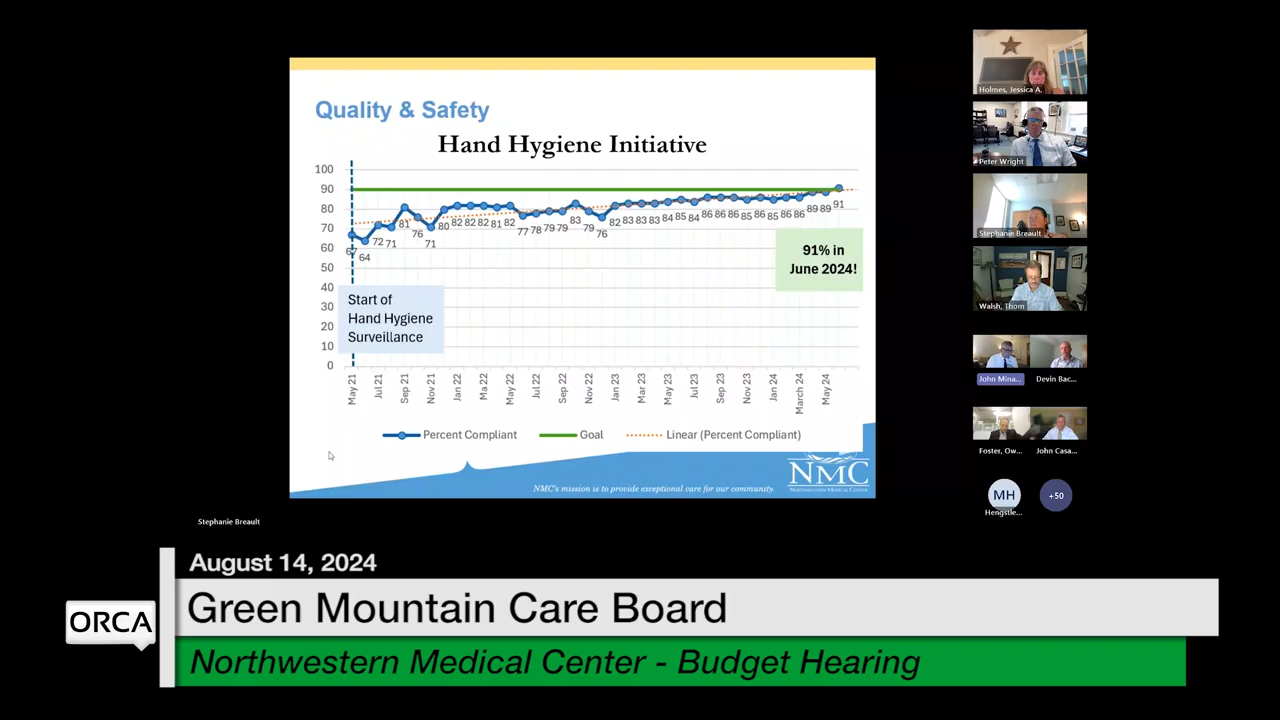 Quality & Safety
Hand Hygiene Initiative
100
90
80
70
60
50
40
30
20
10
0
67
64
72
71
81
76
71
80
82
82
82
81
82
77
78
79
79
83
79
76
82
83
83
83
84
85
84
86
86
86
85
86
85
86
86
89
89
91
91% in
June 2024!
Start of
Hand Hygiene
Surveillance
May 21
Jul 21
Sep 21
Nov 21
Jan 22
Ma 22
May 22
Jul 22
Sep 22
Nov 22
Jan 23
Mar 23
May 23
Jul 23
Sep 23
Nov 23
Jan 24
March 24
May 24
Percent Compliant
Goal
Linear (Percent Compliant)
NMC's mission is to provide exceptional care for our community.
NMC
NORTHWESTERN MEDICAL CENTER
Holmes, Jessica A.
Peter Wright
Stephanie Breault
Walsh, Thom
John Mina...
Devin Bac...
Foster, Ow...
John Casa...
MH
+50
Hengstle...
Stephanie Breault
August 14, 2024
ORCA
Green Mountain Care Board
Northwestern Medical Center - Budget Hearing